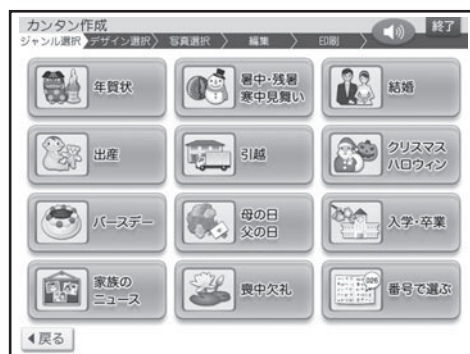 カンタン作成
終了
ジャンル選択 デザイン選択 写真選択 編集 印刷
年賀状
暑中・残暑
寒中見舞い
結婚
出産
引越
クリスマス
ハロウィン
バースデー
母の日
父の日
入学・卒業
家族の
ニュース
喪中欠礼
026
番号で選ぶ
戻る